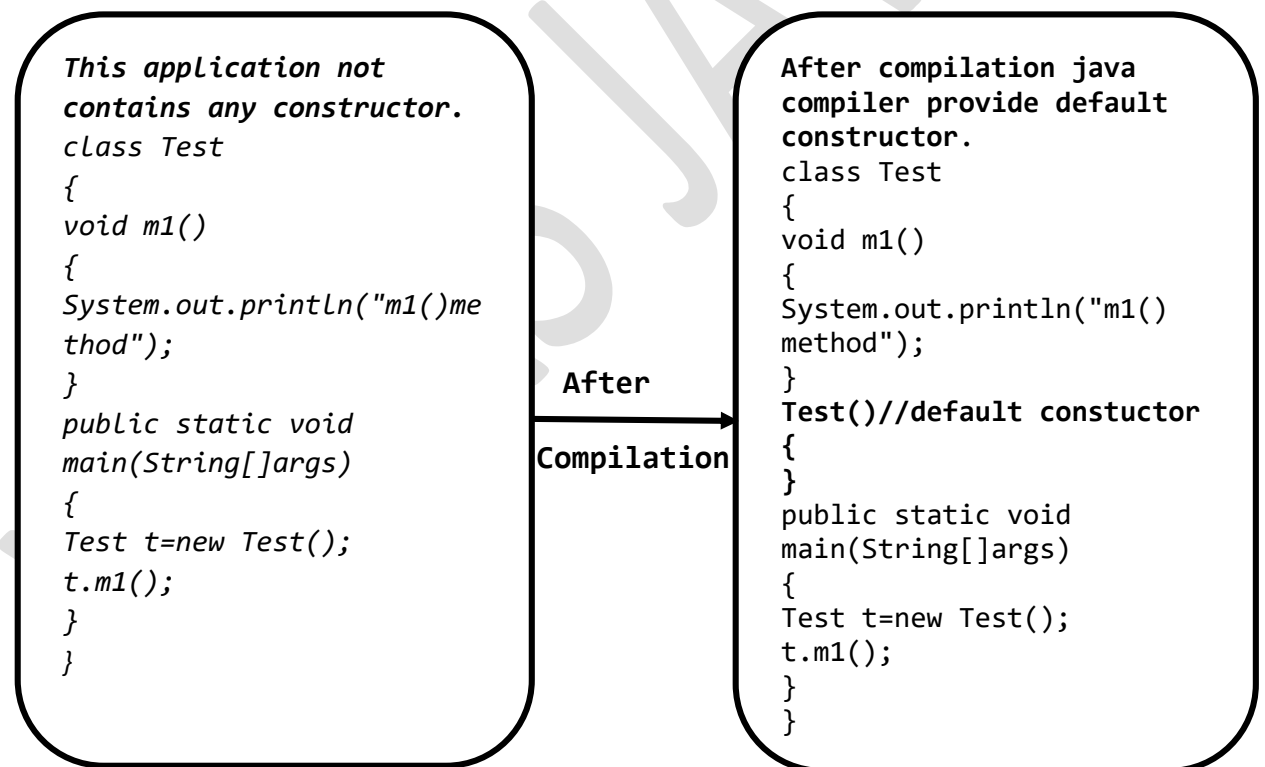 This application not
contains any constructor.
class Test
{
void m1()
{
System.out.println("m1()me
thod");
}
public static void
main(String[]args)
{
Test t=new Test();
t.m1();
}
}
After
Compilation
After compilation java
compiler provide default
constructor.
class Test
{
void m1()
{
System.out.println("m1()
method");
}
Test()//default constuctor
{
}
public static void
main(String[]args)
{
Test t=new Test();
t.m1();
}
}